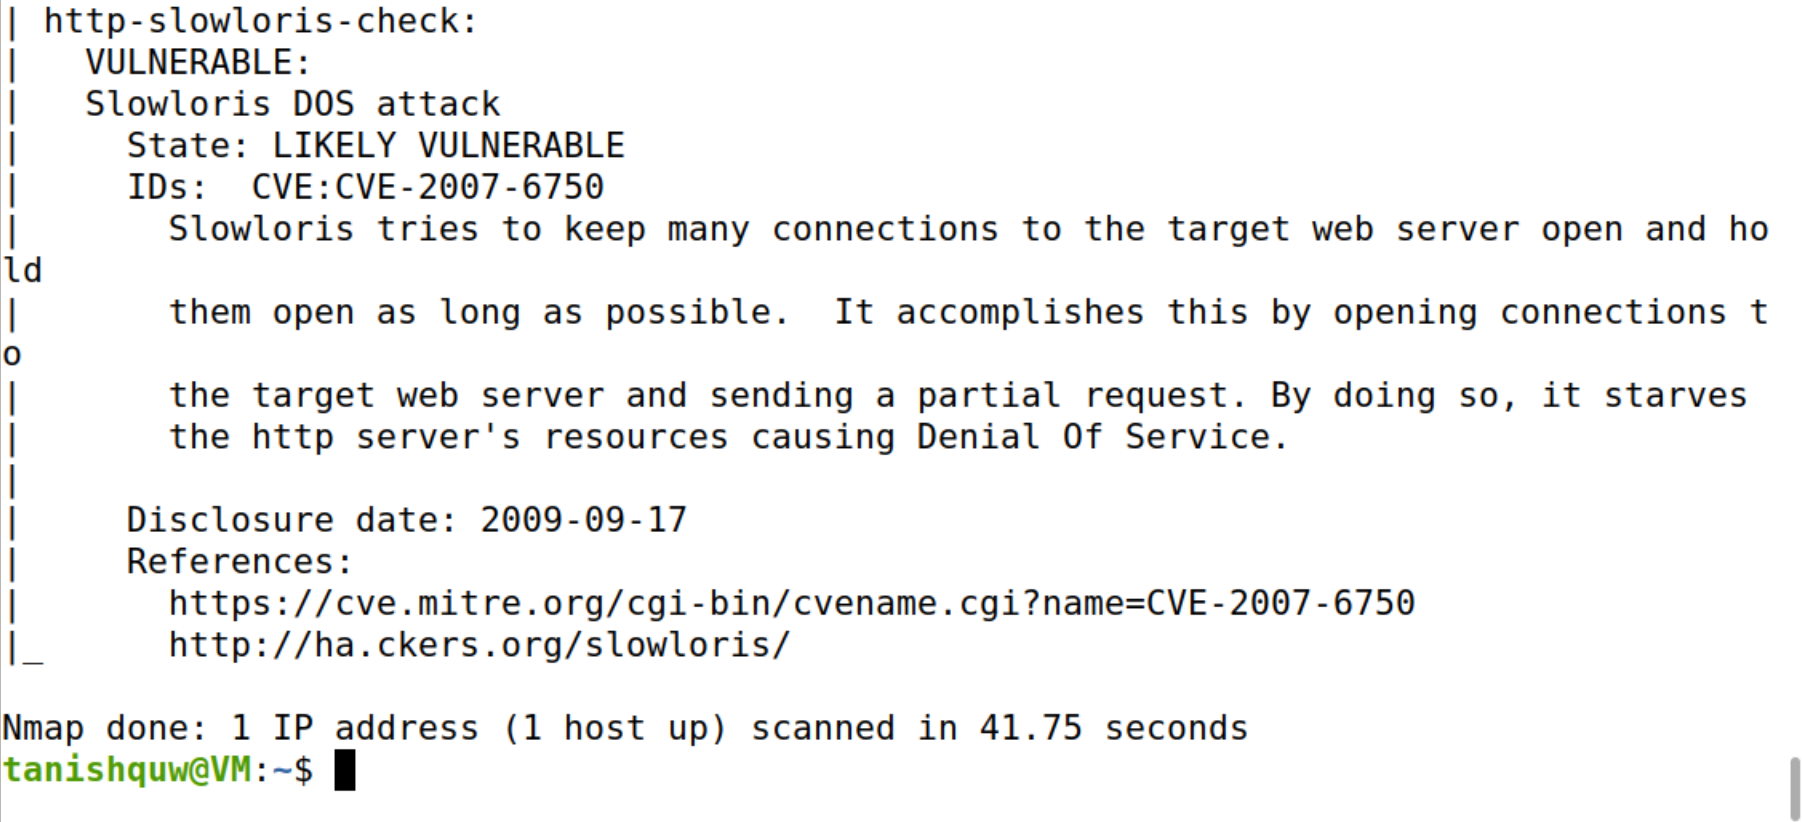 | http-slowloris-check:
|   VULNERABLE:
|   Slowloris DOS attack
|     State: LIKELY VULNERABLE
|     IDs:  CVE:CVE-2007-6750
|       Slowloris tries to keep many connections to the target web server open and ho
ld
|       them open as long as possible.  It accomplishes this by opening connections t
o
|       the target web server and sending a partial request. By doing so, it starves
|       the http server's resources causing Denial Of Service.
|
|     Disclosure date: 2009-09-17
|     References:
|       https://cve.mitre.org/cgi-bin/cvename.cgi?name=CVE-2007-6750
|_      http://ha.ckers.org/slowloris/
Nmap done: 1 IP address (1 host up) scanned in 41.75 seconds
tanishquw@VM:~$